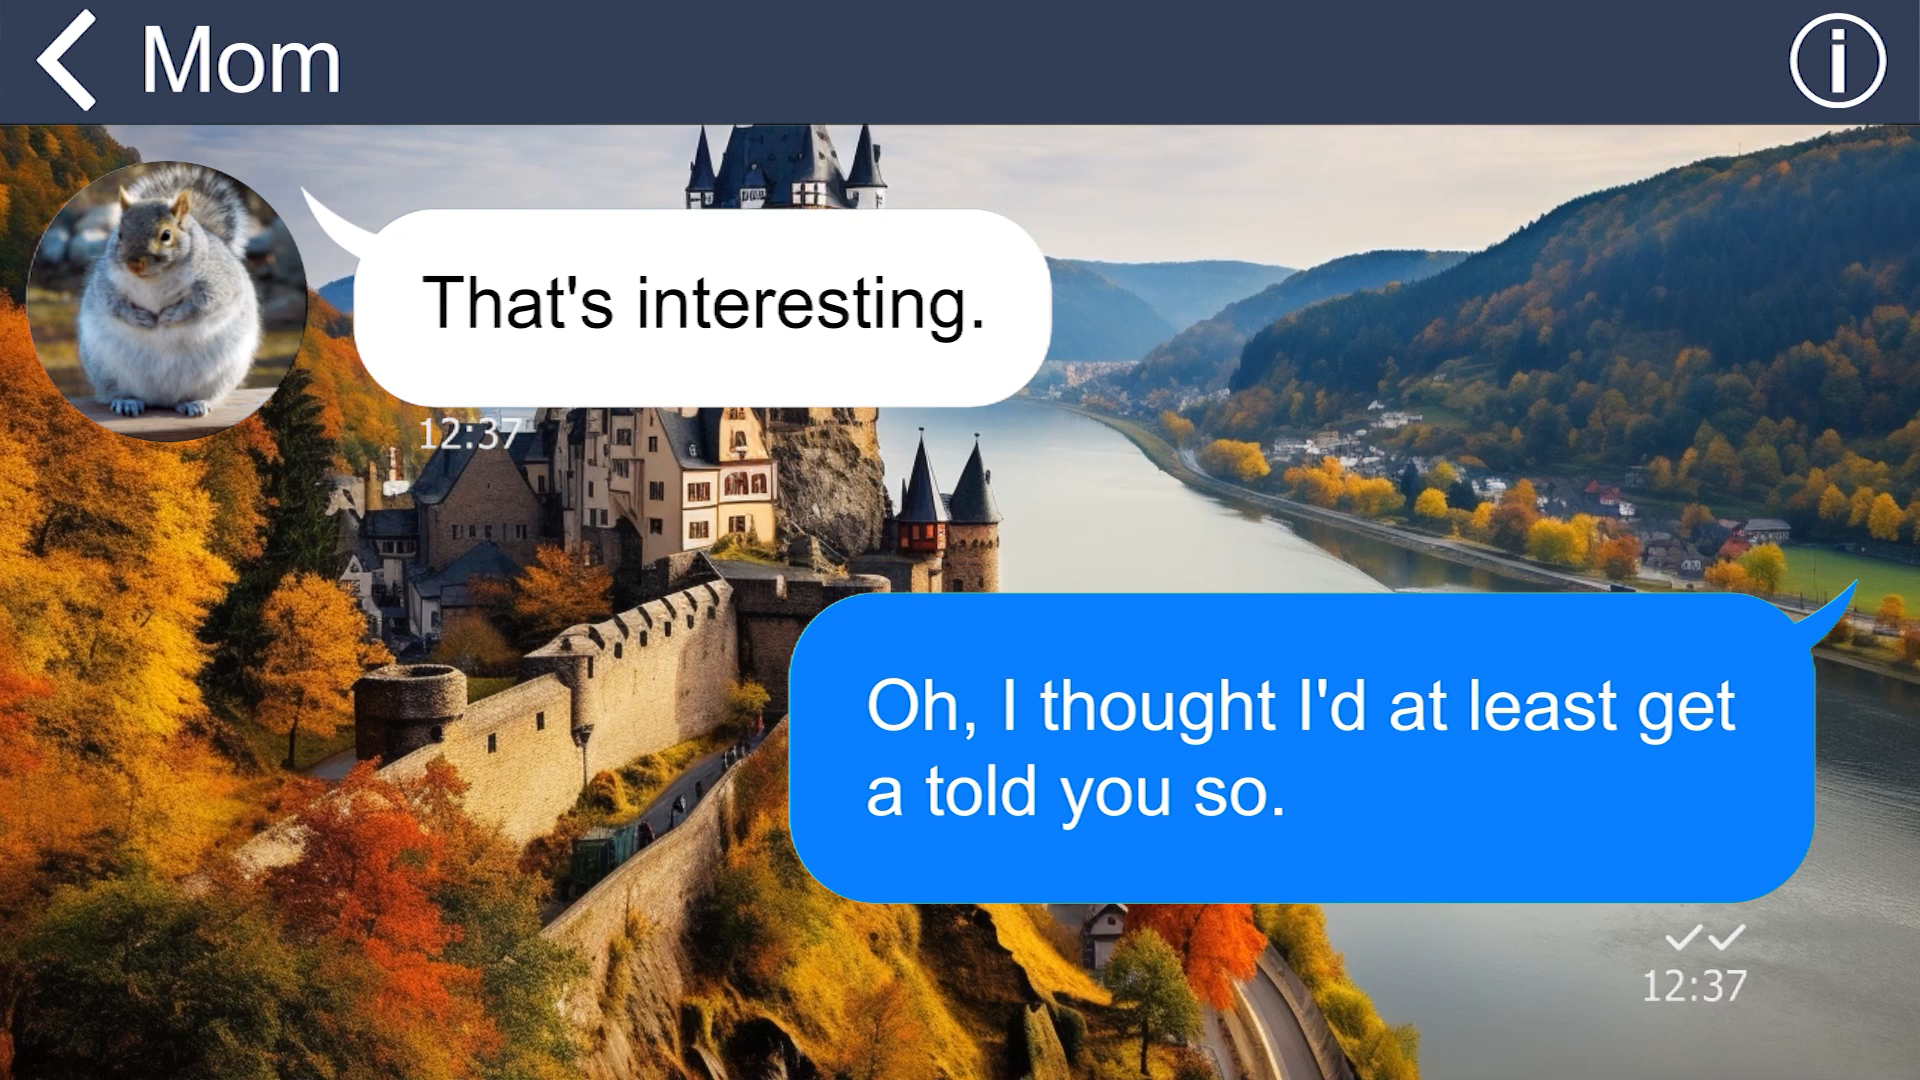 Mom
That's interesting.
12:37
Oh, I thought I'd at least get
a told you so.
12:37